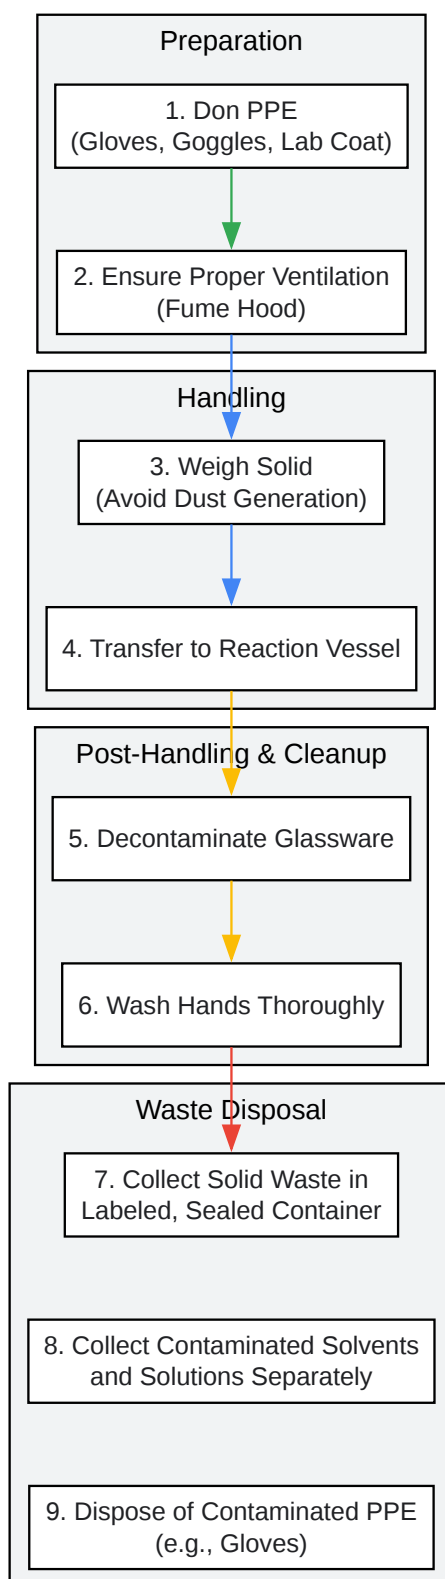 Preparation
1. Don PPE
(Gloves, Goggles, Lab Coat)
2. Ensure Proper Ventilation
(Fume Hood)
Handling
3. Weigh Solid
(Avoid Dust Generation)
4. Transfer to Reaction Vessel
Post-Handling & Cleanup
5. Decontaminate Glassware
6. Wash Hands Thoroughly
Waste Disposal
7. Collect Solid Waste in
Labeled, Sealed Container
8. Collect Contaminated Solvents
and Solutions Separately
9. Dispose of Contaminated PPE
(e.g., Gloves)